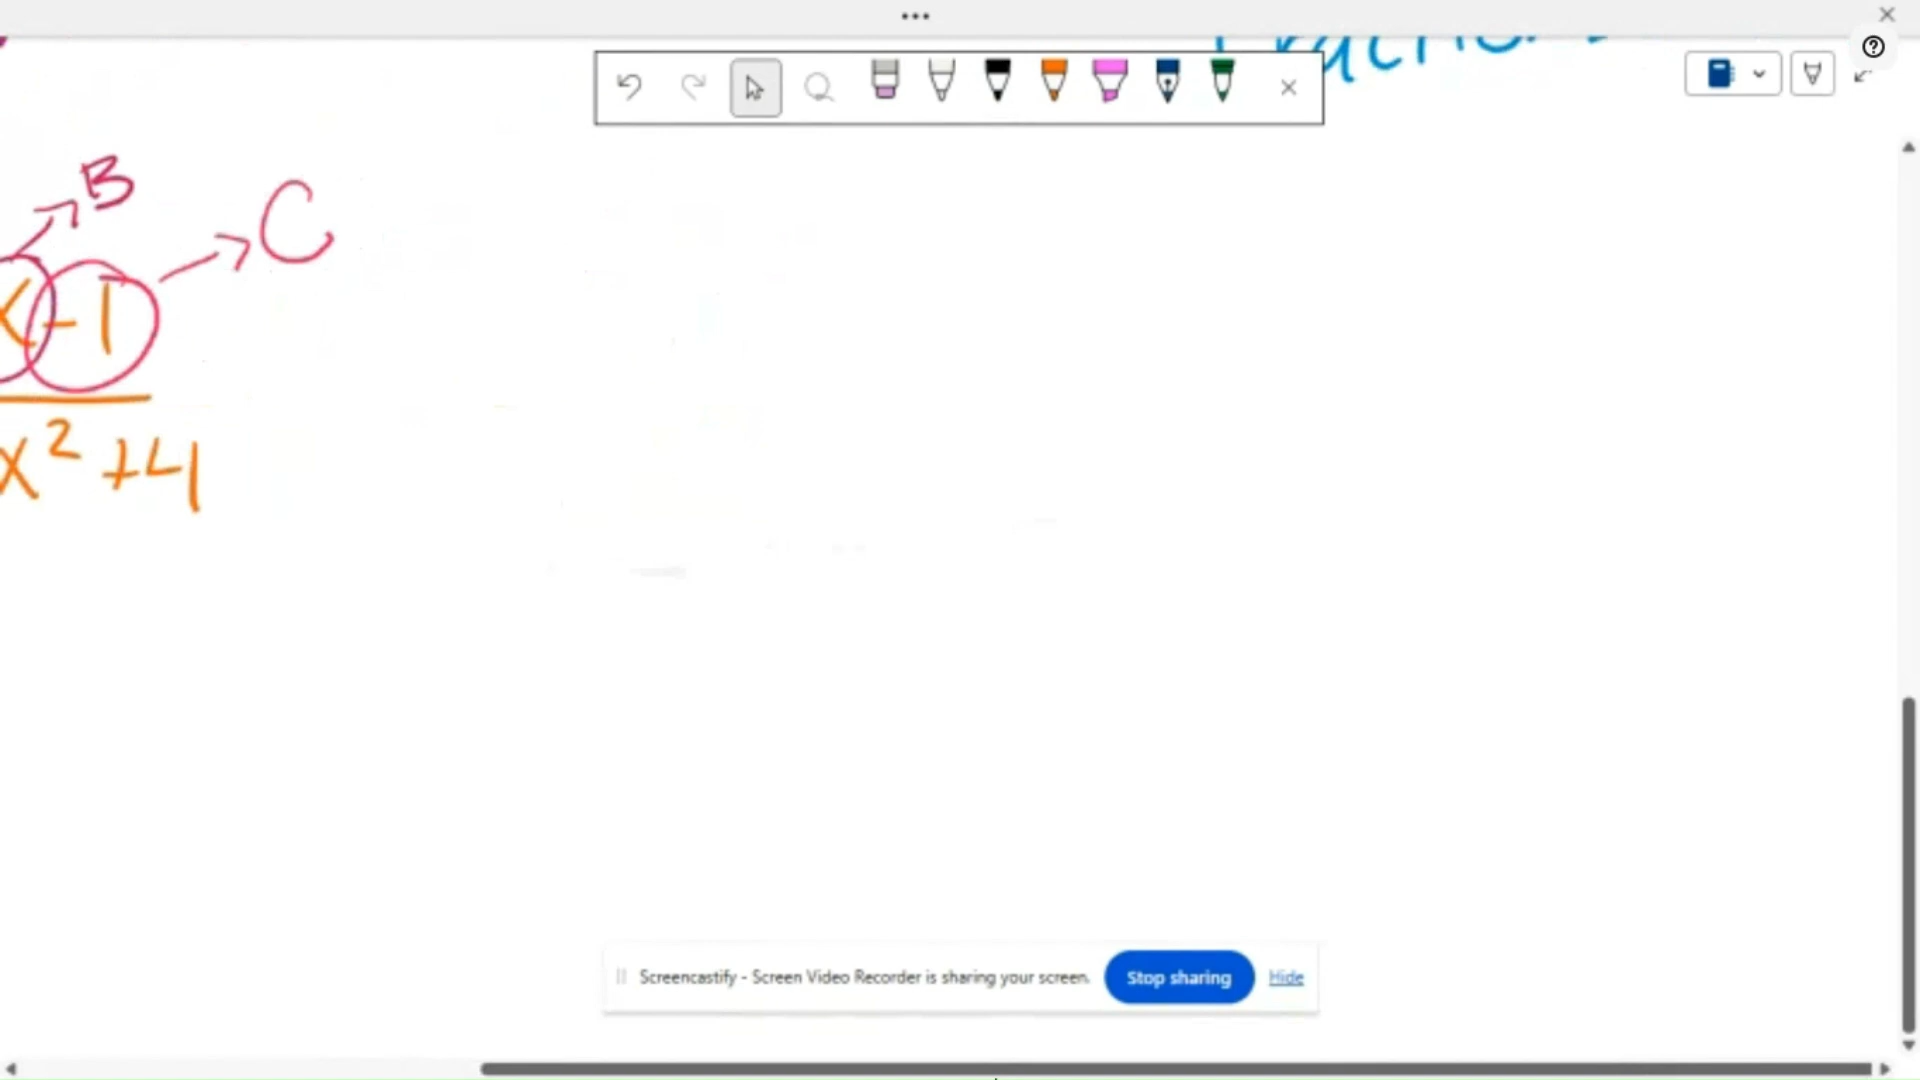 B
C
x-1
x² +4
Screencastify - Screen Video Recorder is sharing your screen. Stop sharing Hide